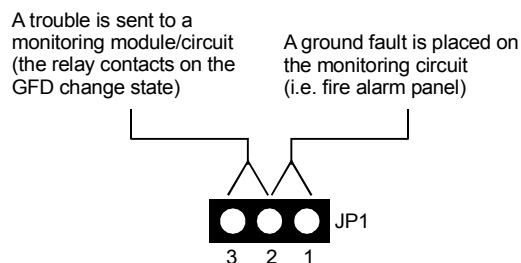 A trouble is sent to a
monitoring module/circuit
(the relay contacts on the
GFD change state)
A ground fault is placed on
the monitoring circuit
(i.e. fire alarm panel)
JP1
3 2 1